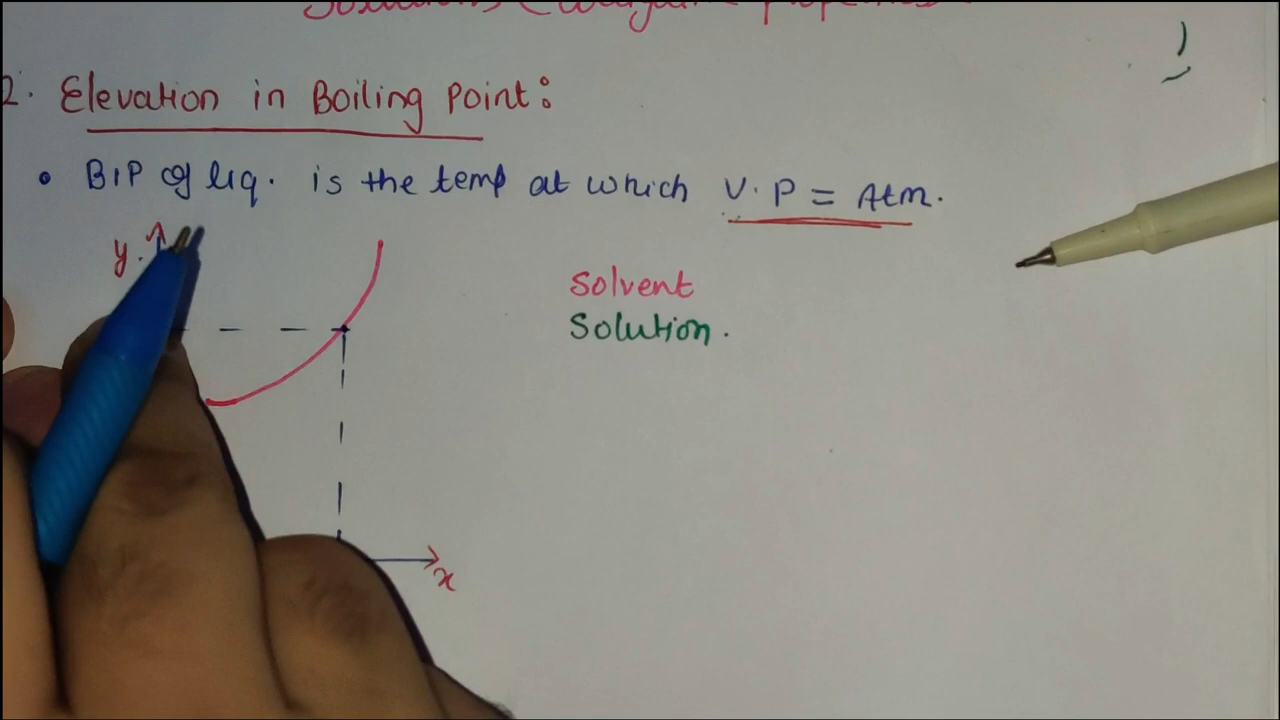 2. Elevation in Boiling Point:
• B.P of liq. is the temp at which V.P = Atm.
y.
Solvent
Solution.
x